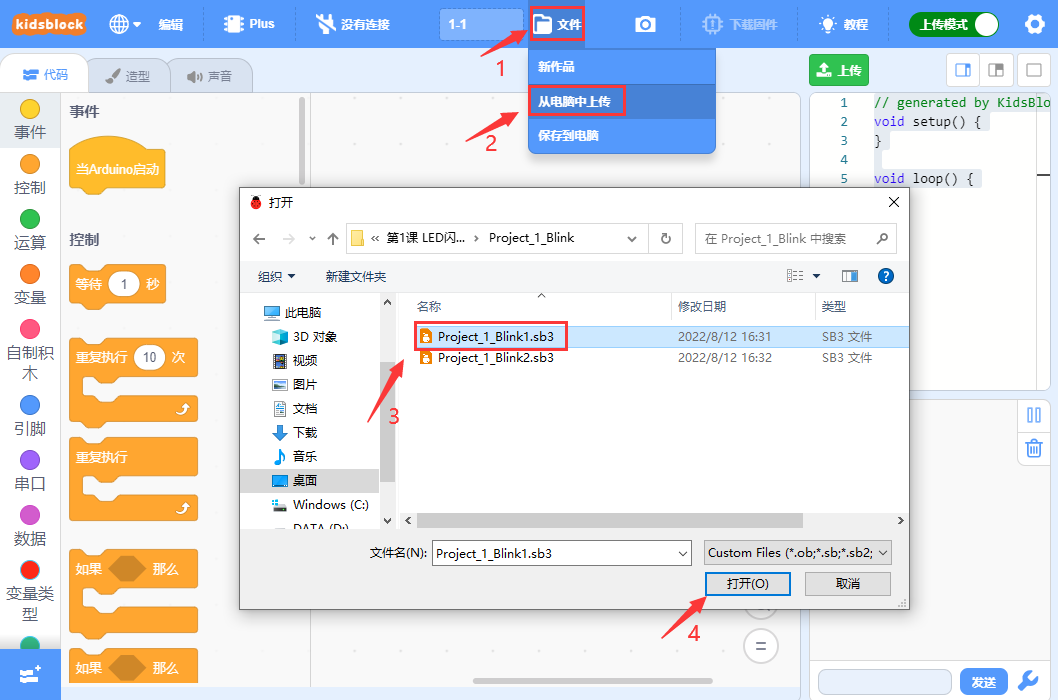 kidsblock
编辑
Plus
没有连接
1-1
文件
下载固件
教程
上传模式
1
新作品
从电脑中上传
保存到电脑
2
代码
造型
声音
上传
事件
控制
运算
变量
自制积
木
引脚
串口
数据
变量类
型
事件
当Arduino启动
控制
等待 1 秒
重复执行 10 次
重复执行
如果 那么
如果 那么
1 // generated by KidsBlo
2 void setup() {
3 }
4
5 void loop() {
打开
« 第1课 LED闪... › Project_1_Blink
在 Project_1_Blink 中搜索
组织
新建文件夹
此电脑
3D 对象
视频
图片
文档
下载
音乐
桌面
Windows (C:)
DATA (D:)
名称 修改日期 类型
Project_1_Blink1.sb3 2022/8/12 16:31 SB3 文件
Project_1_Blink2.sb3 2022/8/12 16:32 SB3 文件
3
文件名(N): Project_1_Blink1.sb3
Custom Files (*.ob;*.sb;*.sb2;
打开(O)
取消
4
发送